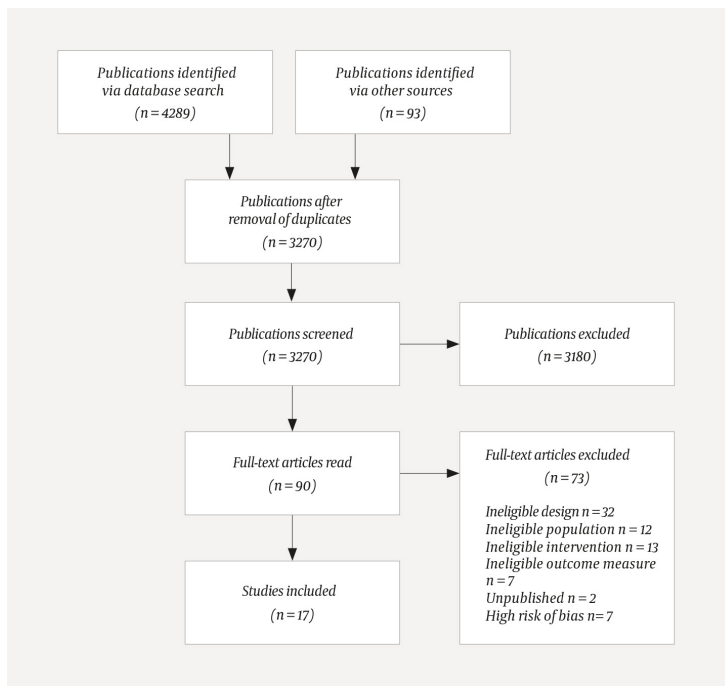 Publications identified
via database search
(n = 4289)
Publications identified
via other sources
(n = 93)
Publications after
removal of duplicates
(n = 3270)
Publications screened
(n = 3270)
Publications excluded
(n = 3180)
Full-text articles read
(n = 90)
Full-text articles excluded
(n = 73)
Ineligible design n = 32
Ineligible population n = 12
Ineligible intervention n = 13
Ineligible outcome measure
n = 7
Unpublished n = 2
High risk of bias n= 7
Studies included
(n = 17)